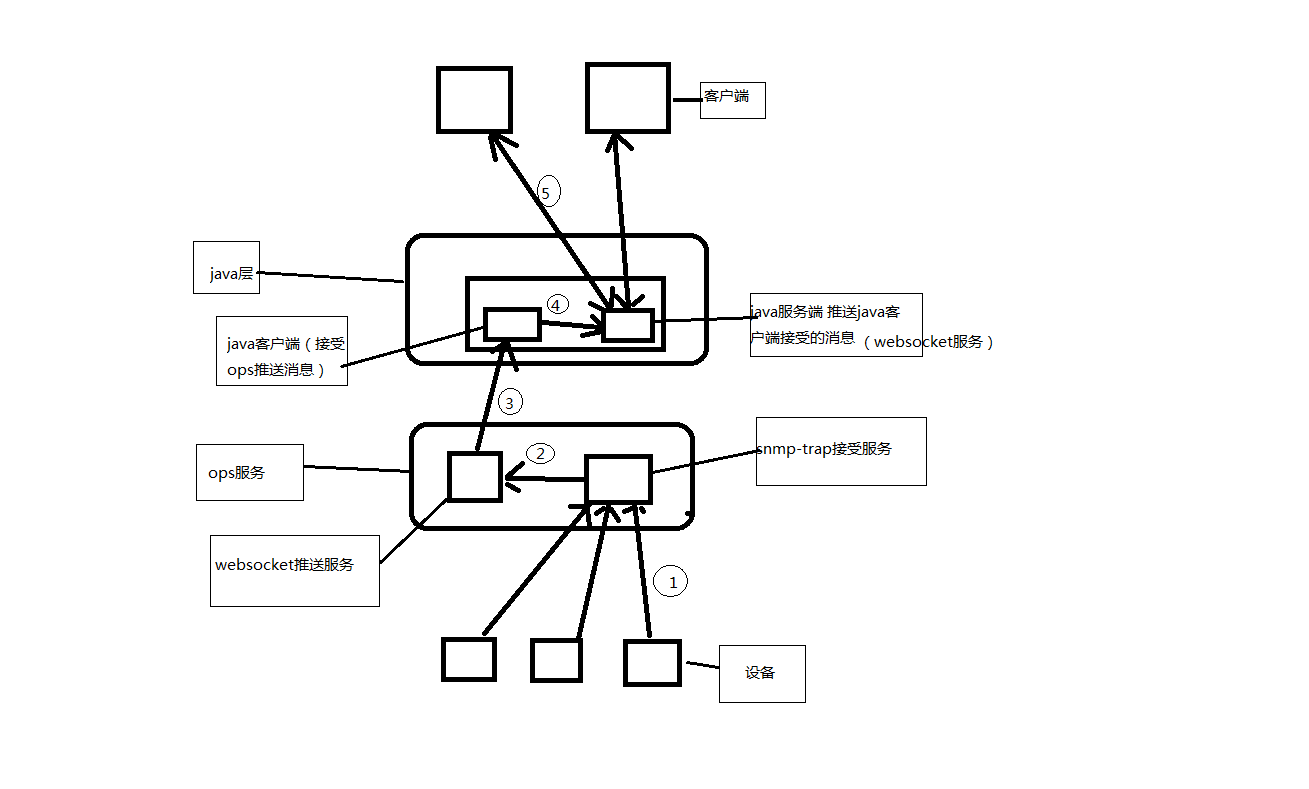 客户端
5
java层
4
java服务端 推送java客
户端接受的消息
（websocket服务）
java客户端（接受
ops推送消息）
3
2
snmp-trap接受服务
ops服务
websocket推送服务
1
设备